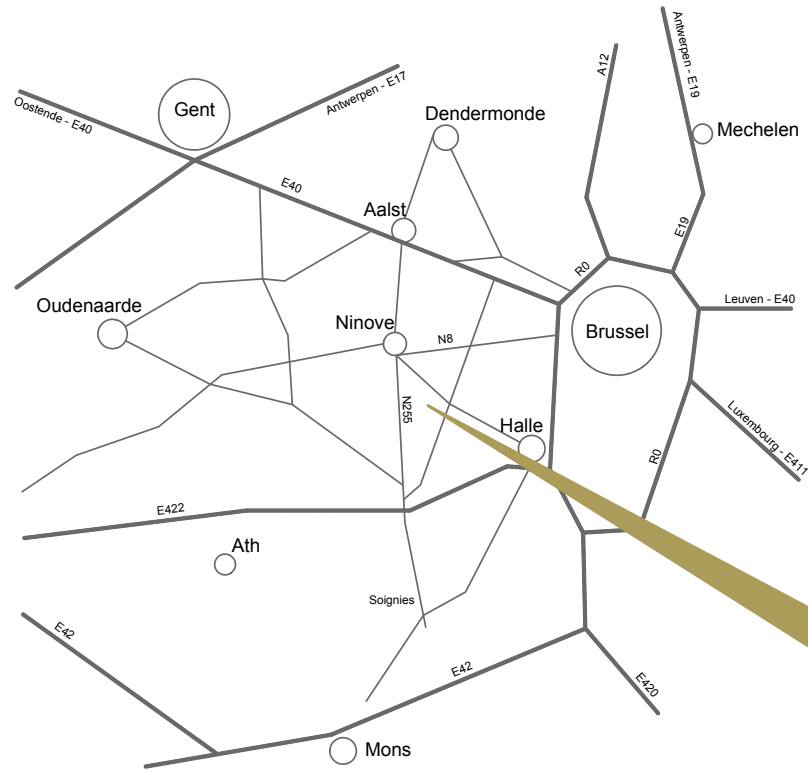 Oostende - E40
Gent
Antwerpen - E17
Dendermonde
A12
Antwerpen - E19
Mechelen
E40
Aalst
E19
R0
Oudenaarde
Ninove
N8
Brussel
Leuven - E40
N255
Halle
Luxembourg - E411
R0
E422
Ath
Soignies
E42
E42
E420
Mons